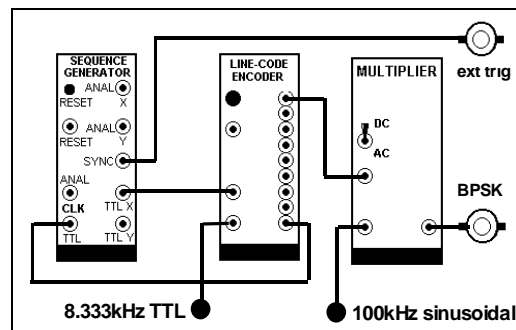 SEQUENCE
GENERATOR
ANAL
RESET
X
ANAL
RESET
Y
SYNC
ANAL
CLK
TTL X
TTL
TTL Y
LINE-CODE
ENCODER
MULTIPLIER
DC
AC
ext trig
BPSK
8.333kHz TTL
100kHz sinusoidal